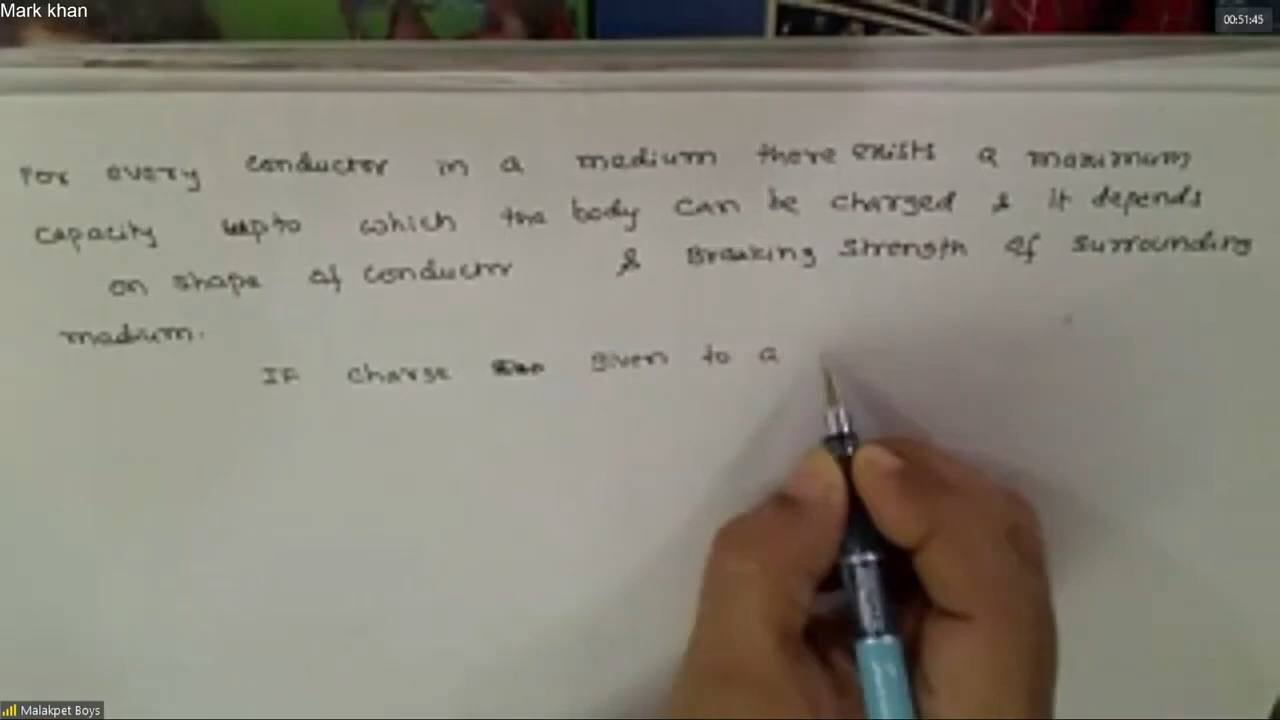 Mark khan
00:51:45
For every conductor in a medium there exists a maximum
capacity upto which the body can be charged & it depends
on shape of conductor & Breaking Strength of surrounding
medium.
If charge given to a
Malakpet Boys